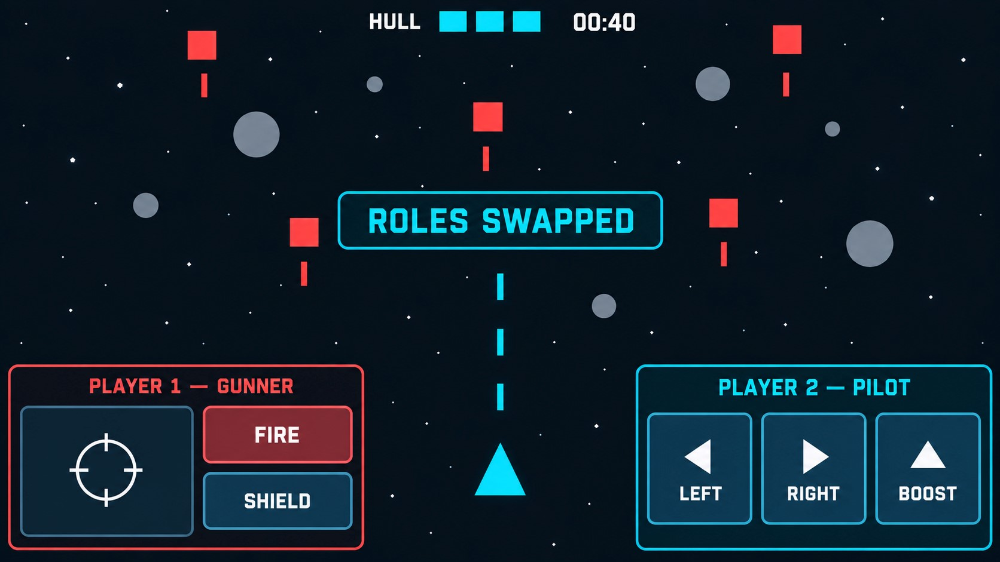 HULL 00:40
ROLES SWAPPED
PLAYER 1 — GUNNER
FIRE
SHIELD
PLAYER 2 — PILOT
LEFT
RIGHT
BOOST